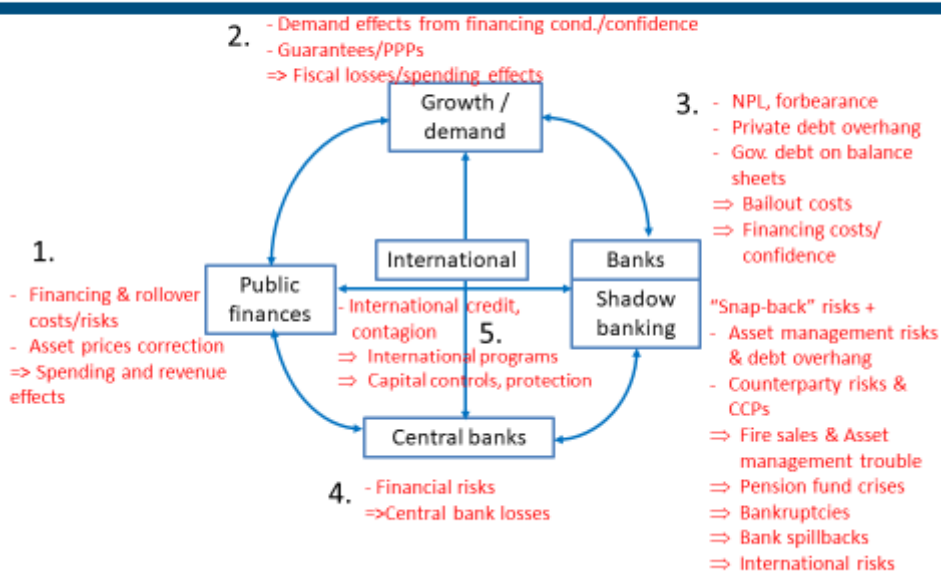 2.
- Demand effects from financing cond./confidence
- Guarantees/PPPs
=> Fiscal losses/spending effects
Growth /
demand
3.
- NPL, forbearance
- Private debt overhang
- Gov. debt on balance
sheets
⇒ Bailout costs
⇒ Financing costs/
confidence
1.
- Financing & rollover
costs/risks
- Asset prices correction
=> Spending and revenue
effects
Public
finances
International
Banks
Shadow
banking
- International credit,
contagion
5.
⇒ International programs
⇒ Capital controls, protection
"Snap-back" risks +
- Asset management risks
& debt overhang
- Counterparty risks &
CCPs
⇒ Fire sales & Asset
management trouble
⇒ Pension fund crises
⇒ Bankruptcies
⇒ Bank spillbacks
⇒ International risks
Central banks
4.
- Financial risks
=>Central bank losses